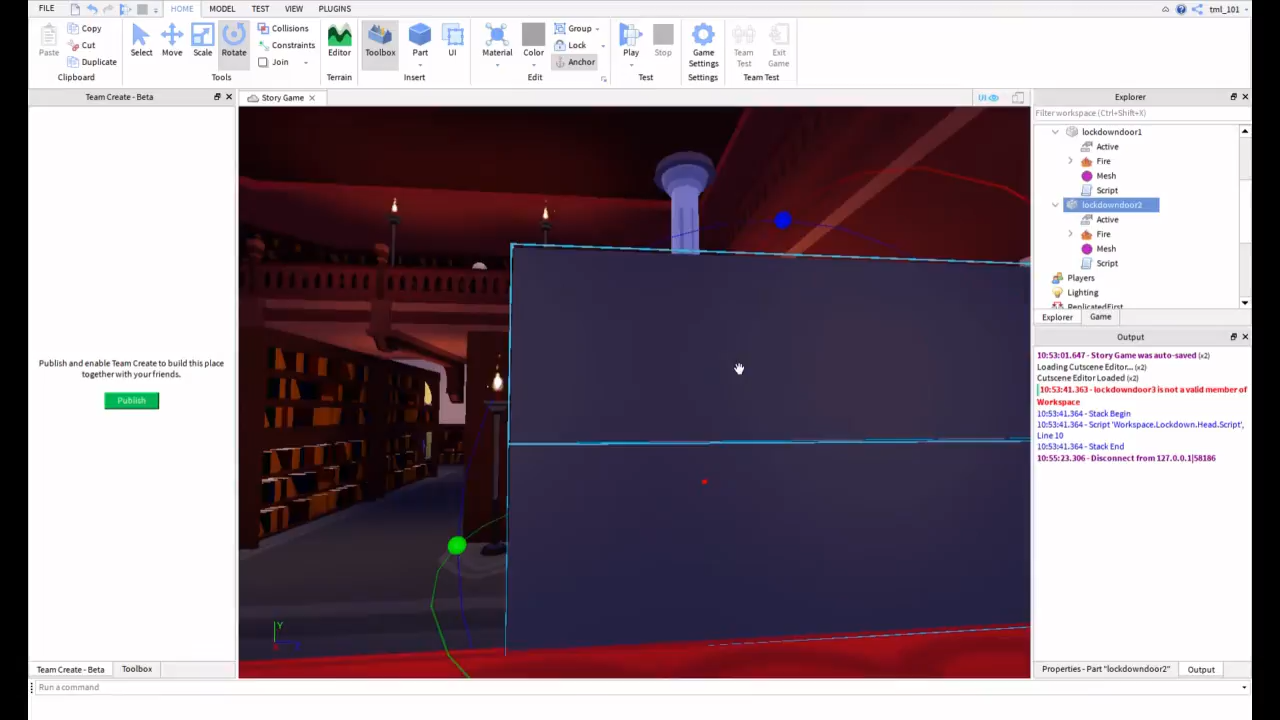 FILE
HOME
MODEL
TEST
VIEW
PLUGINS
tml_101
Paste
Copy
Cut
Duplicate
Clipboard
Select
Move
Scale
Rotate
Collisions
Constraints
Join
Tools
Editor
Terrain
Toolbox
Part
UI
Insert
Material
Color
Group
Lock
Anchor
Edit
Play
Stop
Test
Game
Settings
Settings
Team
Test
Exit
Game
Team Test
Team Create - Beta
Story Game
UI
Explorer
Filter workspace (Ctrl+Shift+X)
lockdowndoor1
Active
Fire
Mesh
Script
lockdowndoor2
Active
Fire
Mesh
Script
Players
Lighting
ReplicatedFirst
Explorer
Game
Publish and enable Team Create to build this place
together with your friends.
Publish
Y
Output
10:53:01.647 - Story Game was auto-saved (x2)
Loading Cutscene Editor... (x2)
Cutscene Editor Loaded (x2)
10:53:41.363 - lockdowndoor3 is not a valid member of
Workspace
10:53:41.364 - Stack Begin
10:53:41.364 - Script 'Workspace.Lockdown.Head.Script',
Line 10
10:53:41.364 - Stack End
10:55:23.306 - Disconnect from 127.0.0.1|58186
Team Create - Beta
Toolbox
Properties - Part "lockdowndoor2"
Output
Run a command